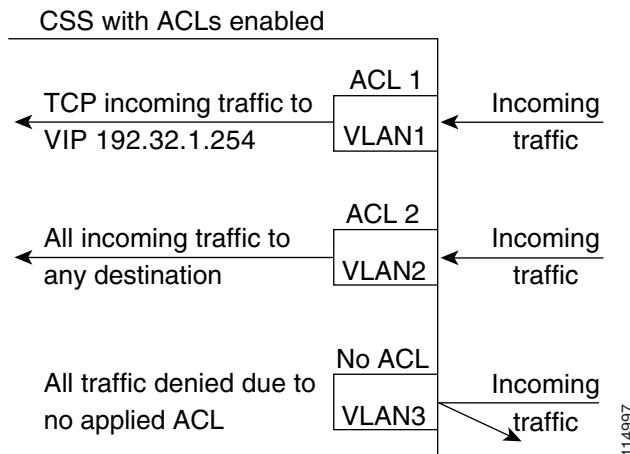 CSS with ACLs enabled
ACL 1
TCP incoming traffic to
VIP 192.32.1.254
VLAN1
Incoming
traffic
ACL 2
All incoming traffic to
any destination
VLAN2
Incoming
traffic
No ACL
All traffic denied due to
no applied ACL
VLAN3
Incoming
traffic
114997